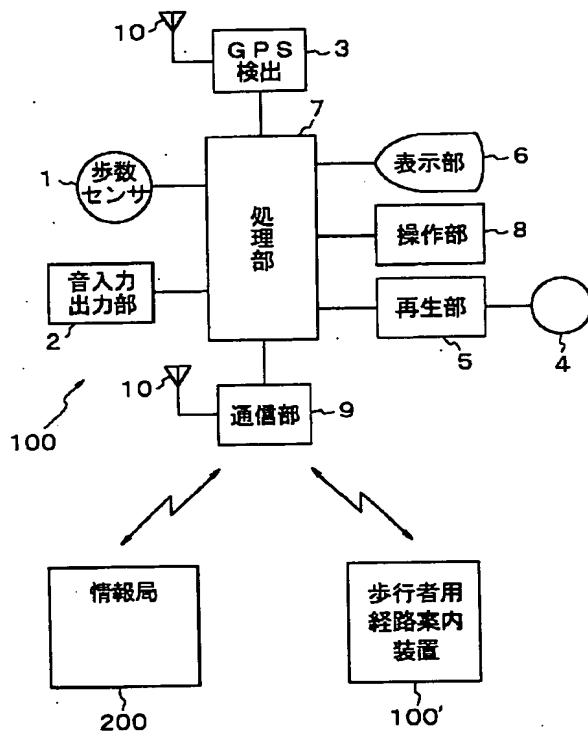 10
GPS
検出
3
7
歩数
センサ
1
処理部
表示部
6
操作部
8
音入力
出力部
2
再生部
5
4
10
通信部
9
100
情報局
200
歩行者用
経路案内
装置
100'